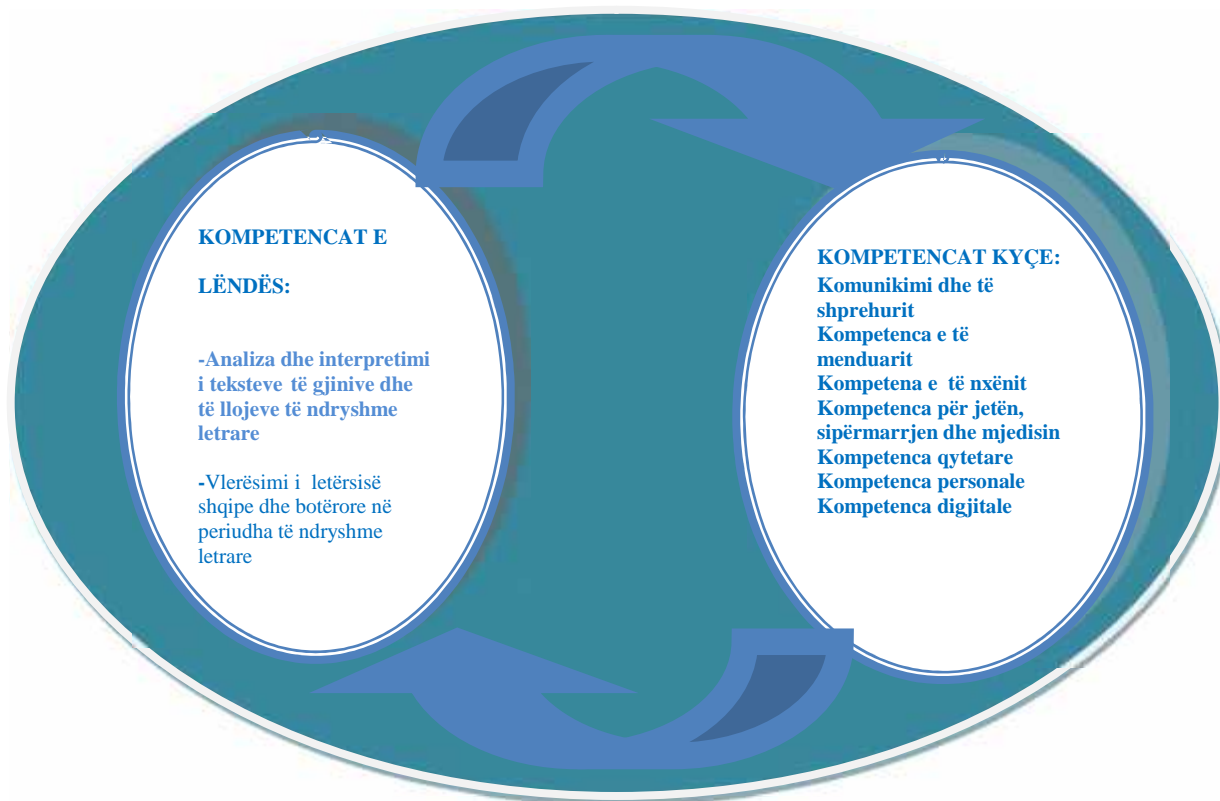 KOMPETENCAT E
LËNDËS:
-Analiza dhe interpretimi
i teksteve të gjinive dhe
të llojeve të ndryshme
letrare
-Vlerësimi i letërsisë
shqipe dhe botërore në
periudha të ndryshme
letrare
KOMPETENCAT KYÇE:
Komunikimi dhe të
shprehurit
Kompetenca e të
menduarit
Kompetena e të nxënit
Kompetenca për jetën,
sipërmarrjen dhe mjedisin
Kompetenca qytetare
Kompetenca personale
Kompetenca digjitale